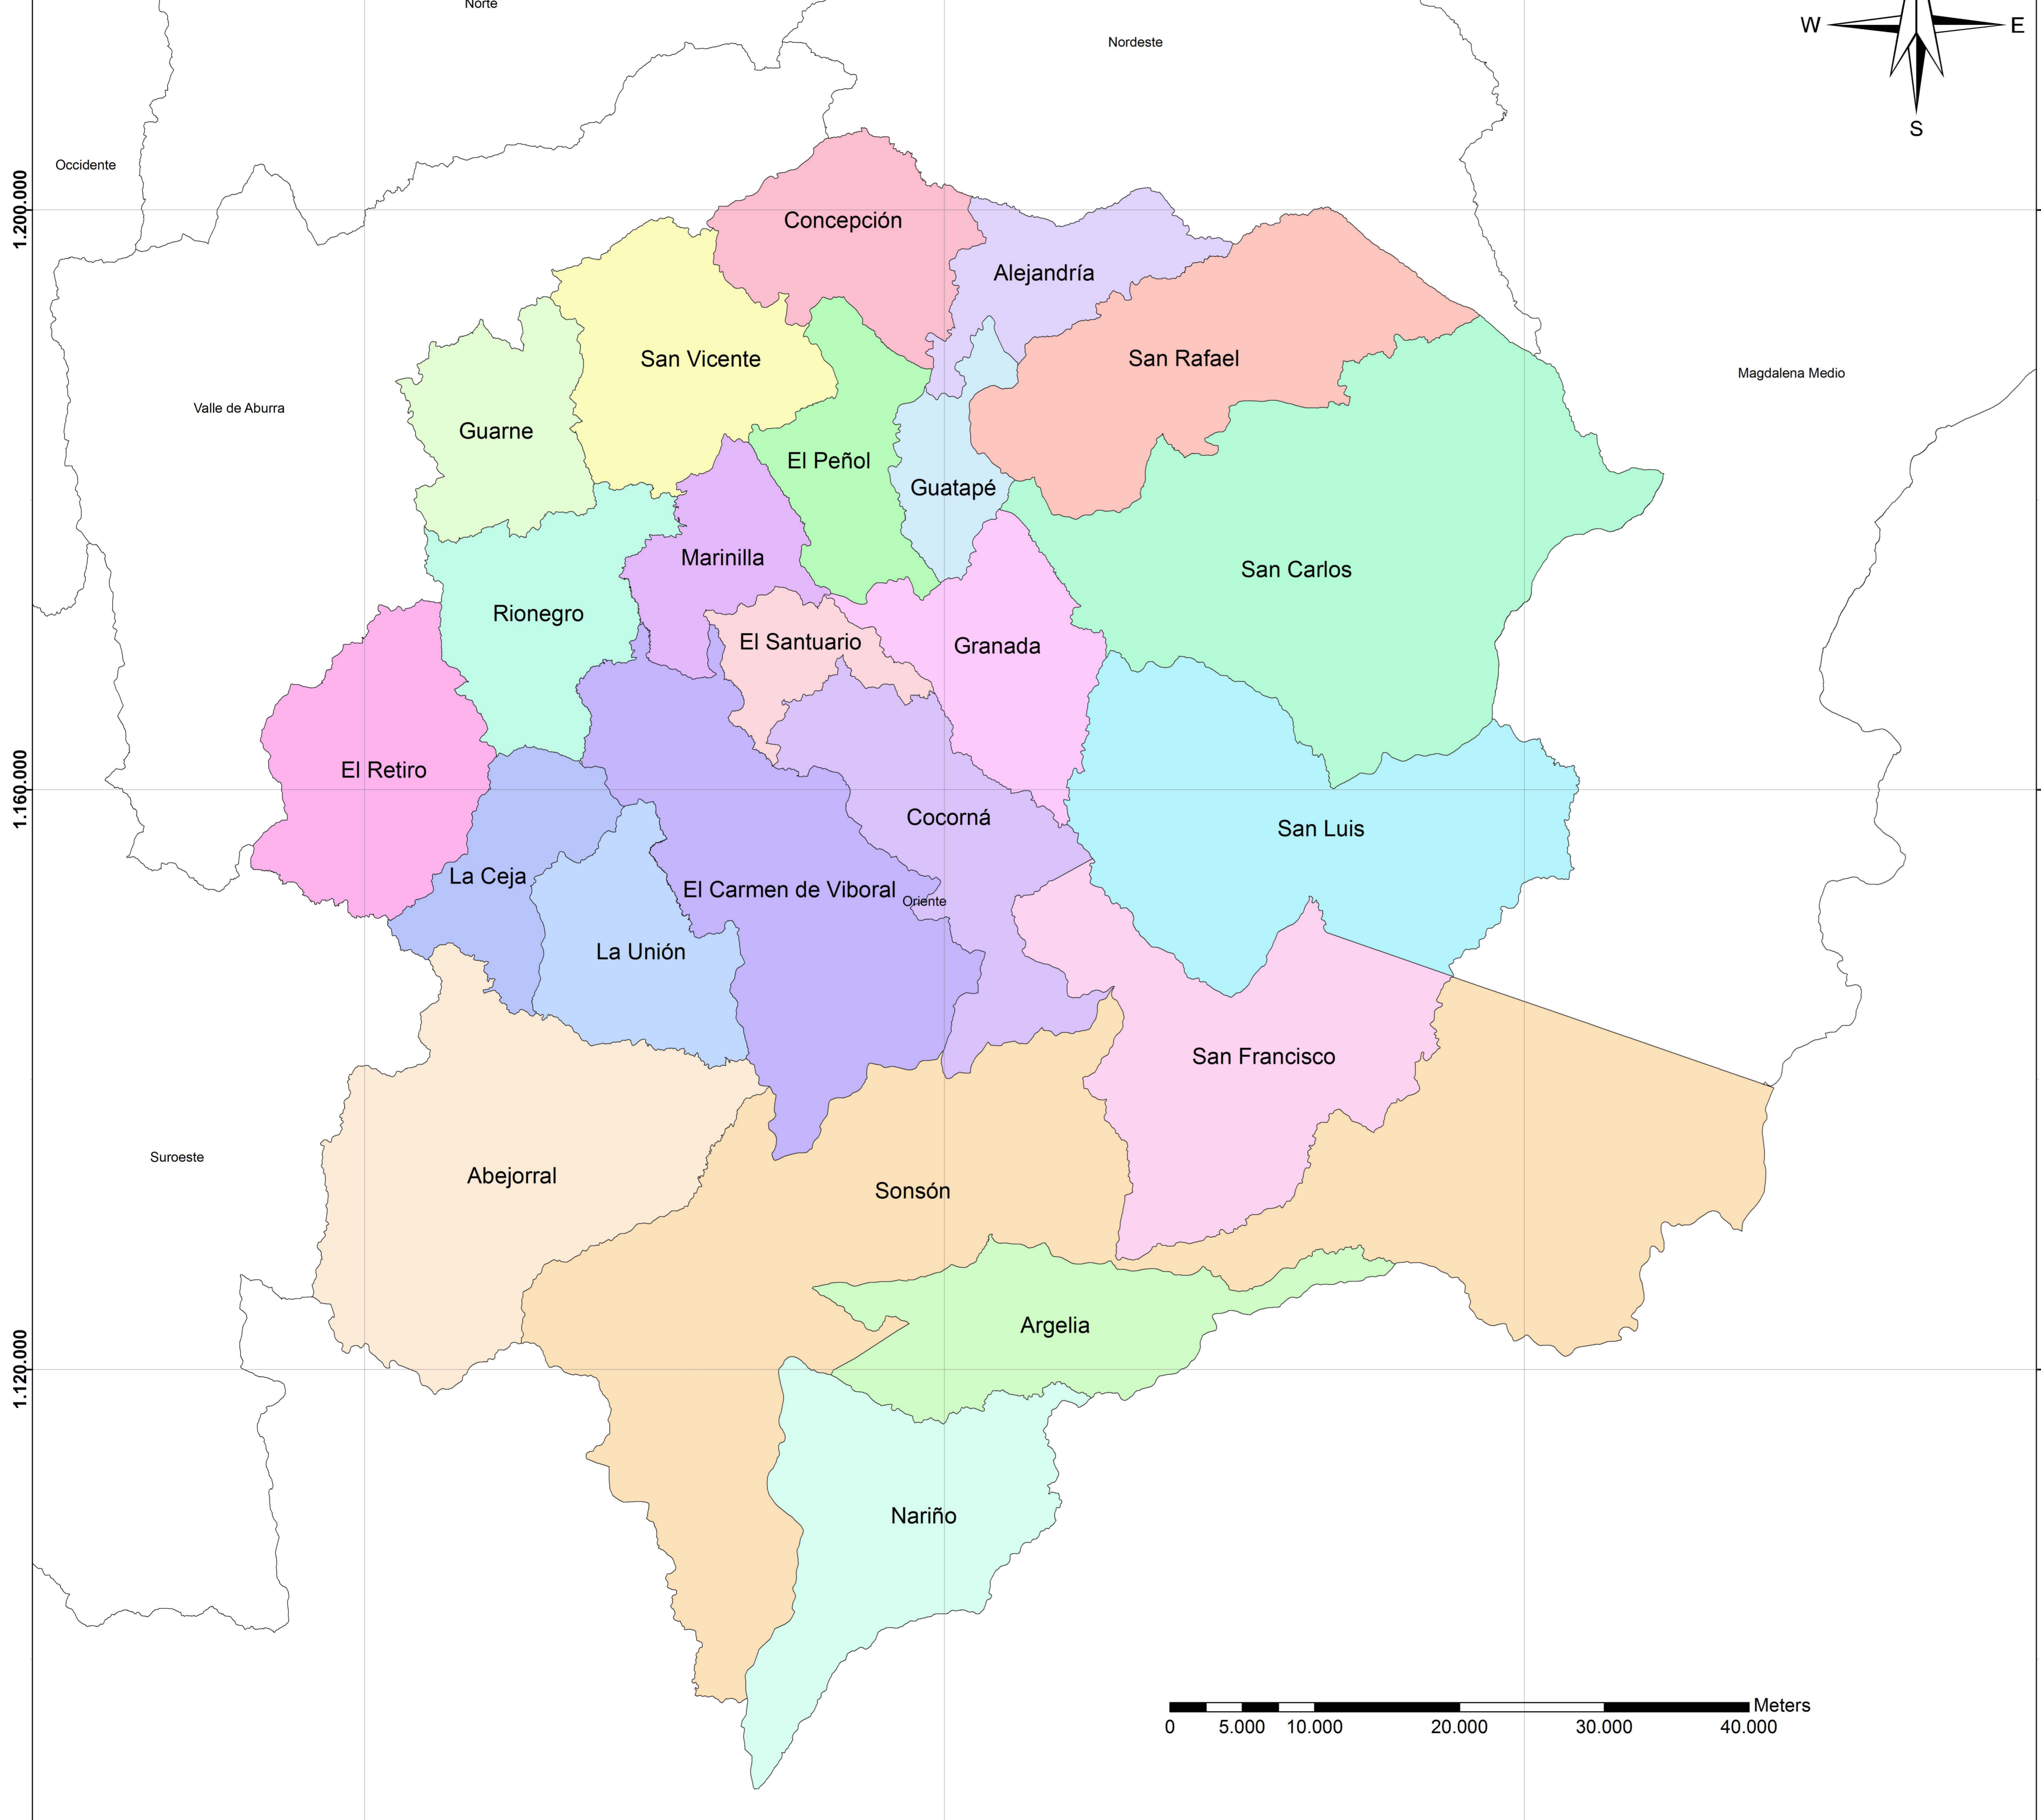 Norte
Nordeste
W
E
S
Occidente
1.200.000
Concepción
Alejandría
San Vicente
San Rafael
Magdalena Medio
Valle de Aburra
Guarne
El Peñol
Guatapé
Marinilla
San Carlos
Rionegro
El Santuario
Granada
El Retiro
1.160.000
Cocorná
San Luis
La Ceja
El Carmen de Viboral
Oriente
La Unión
San Francisco
Suroeste
Abejorral
Sonsón
Argelia
1.120.000
Nariño
Meters
0 5.000 10.000 20.000 30.000 40.000